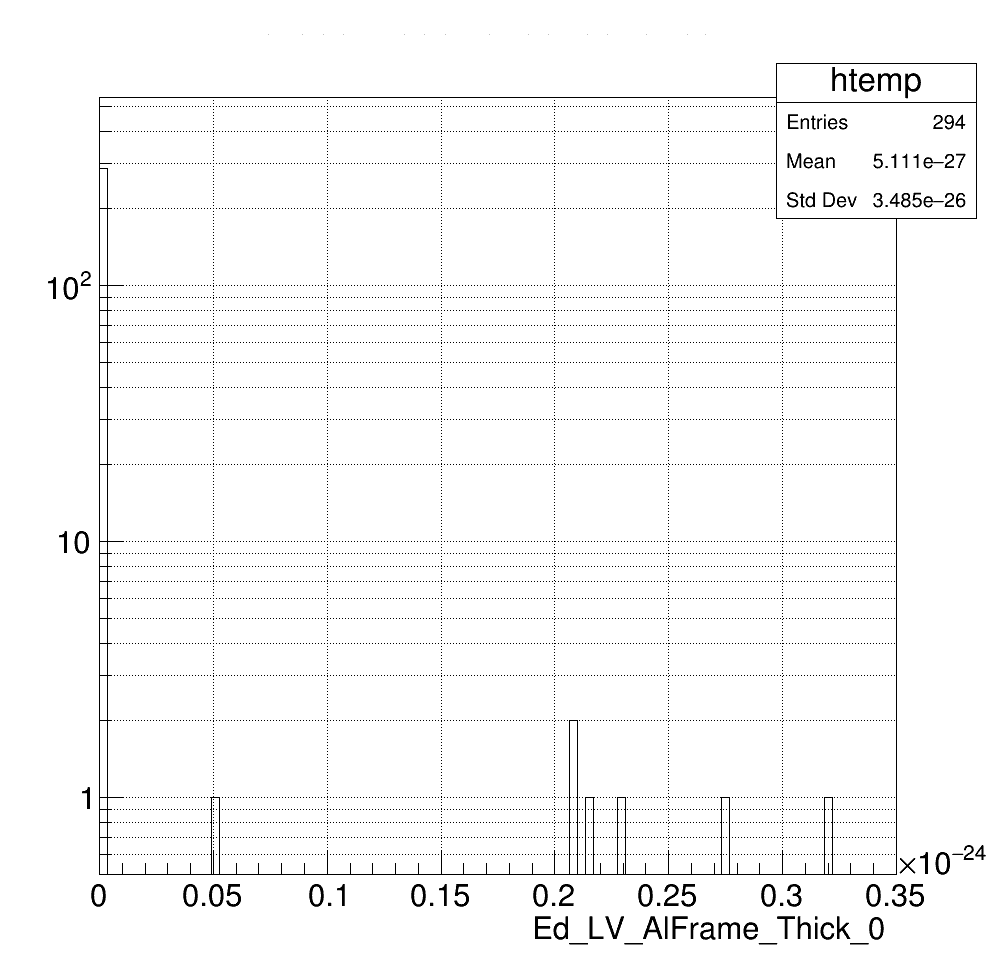 htemp
Entries 294
Mean 5.111e−27
Std Dev 3.485e−26
10²
10
1
×10⁻²⁴
0 0.05 0.1 0.15 0.2 0.25 0.3 0.35
Ed_LV_AlFrame_Thick_0